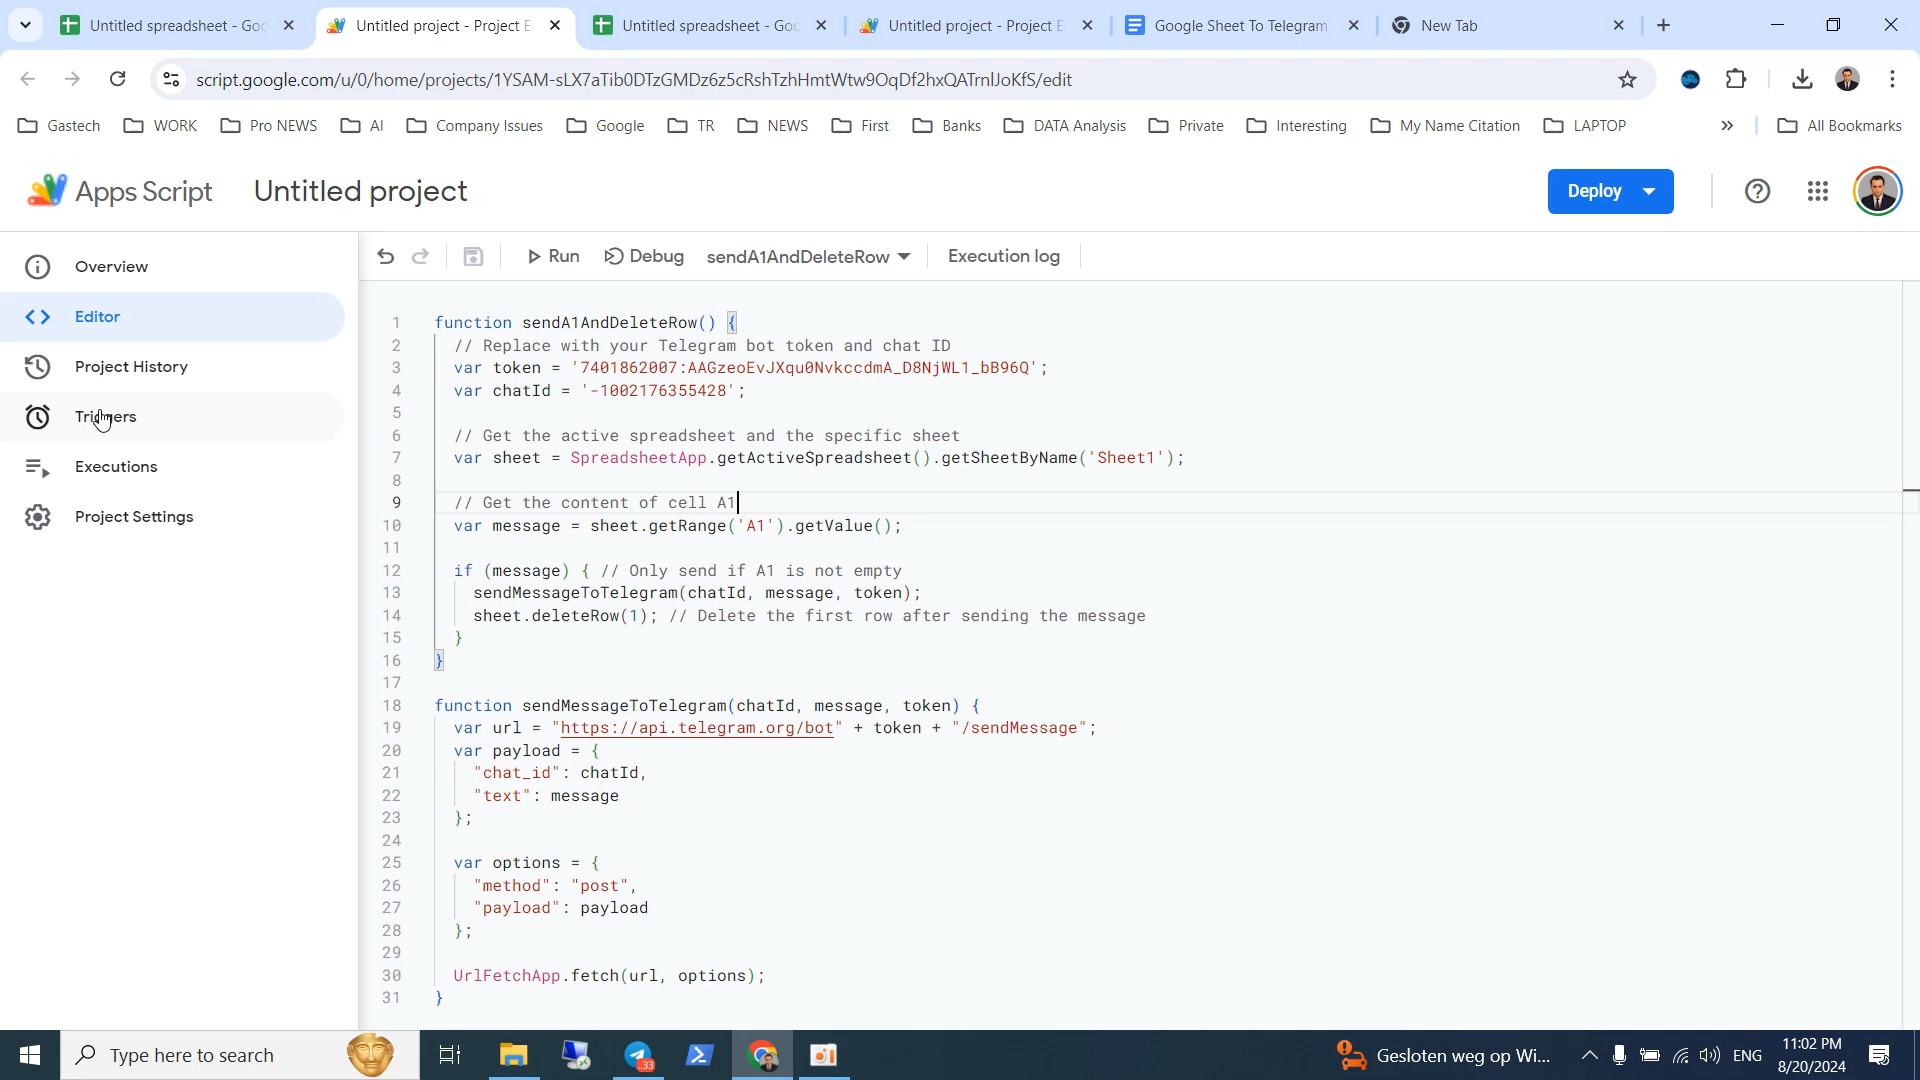 Untitled spreadsheet - Goo
Untitled project - Project E
Untitled spreadsheet - Goo
Untitled project - Project E
Google Sheet To Telegram
New Tab
script.google.com/u/0/home/projects/1YSAM-sLX7aTib0DTzGMDz6z5cRshTzhHmtWtw9OqDf2hxQATrnlJoKfS/edit
Gastech
WORK
Pro NEWS
AI
Company Issues
Google
TR
NEWS
First
Banks
DATA Analysis
Private
Interesting
My Name Citation
LAPTOP
All Bookmarks
Apps Script
Untitled project
Deploy
Overview
Editor
Project History
Triggers
Executions
Project Settings
Run
Debug
sendA1AndDeleteRow
Execution log
1 function sendA1AndDeleteRow() {
2 // Replace with your Telegram bot token and chat ID
3 var token = '7401862007:AAGzeoEvJXqu0NvkccdmA_D8NjWL1_bB96Q';
4 var chatId = '-1002176355428';
5
6 // Get the active spreadsheet and the specific sheet
7 var sheet = SpreadsheetApp.getActiveSpreadsheet().getSheetByName('Sheet1');
8
9 // Get the content of cell A1
10 var message = sheet.getRange('A1').getValue();
11
12 if (message) { // Only send if A1 is not empty
13 sendMessageToTelegram(chatId, message, token);
14 sheet.deleteRow(1); // Delete the first row after sending the message
15 }
16 }
17
18 function sendMessageToTelegram(chatId, message, token) {
19 var url = "https://api.telegram.org/bot" + token + "/sendMessage";
20 var payload = {
21 "chat_id": chatId,
22 "text": message
23 };
24
25 var options = {
26 "method": "post",
27 "payload": payload
28 };
29
30 UrlFetchApp.fetch(url, options);
31 }
Type here to search
33
Gesloten weg op Wi...
ENG
11:02 PM
8/20/2024